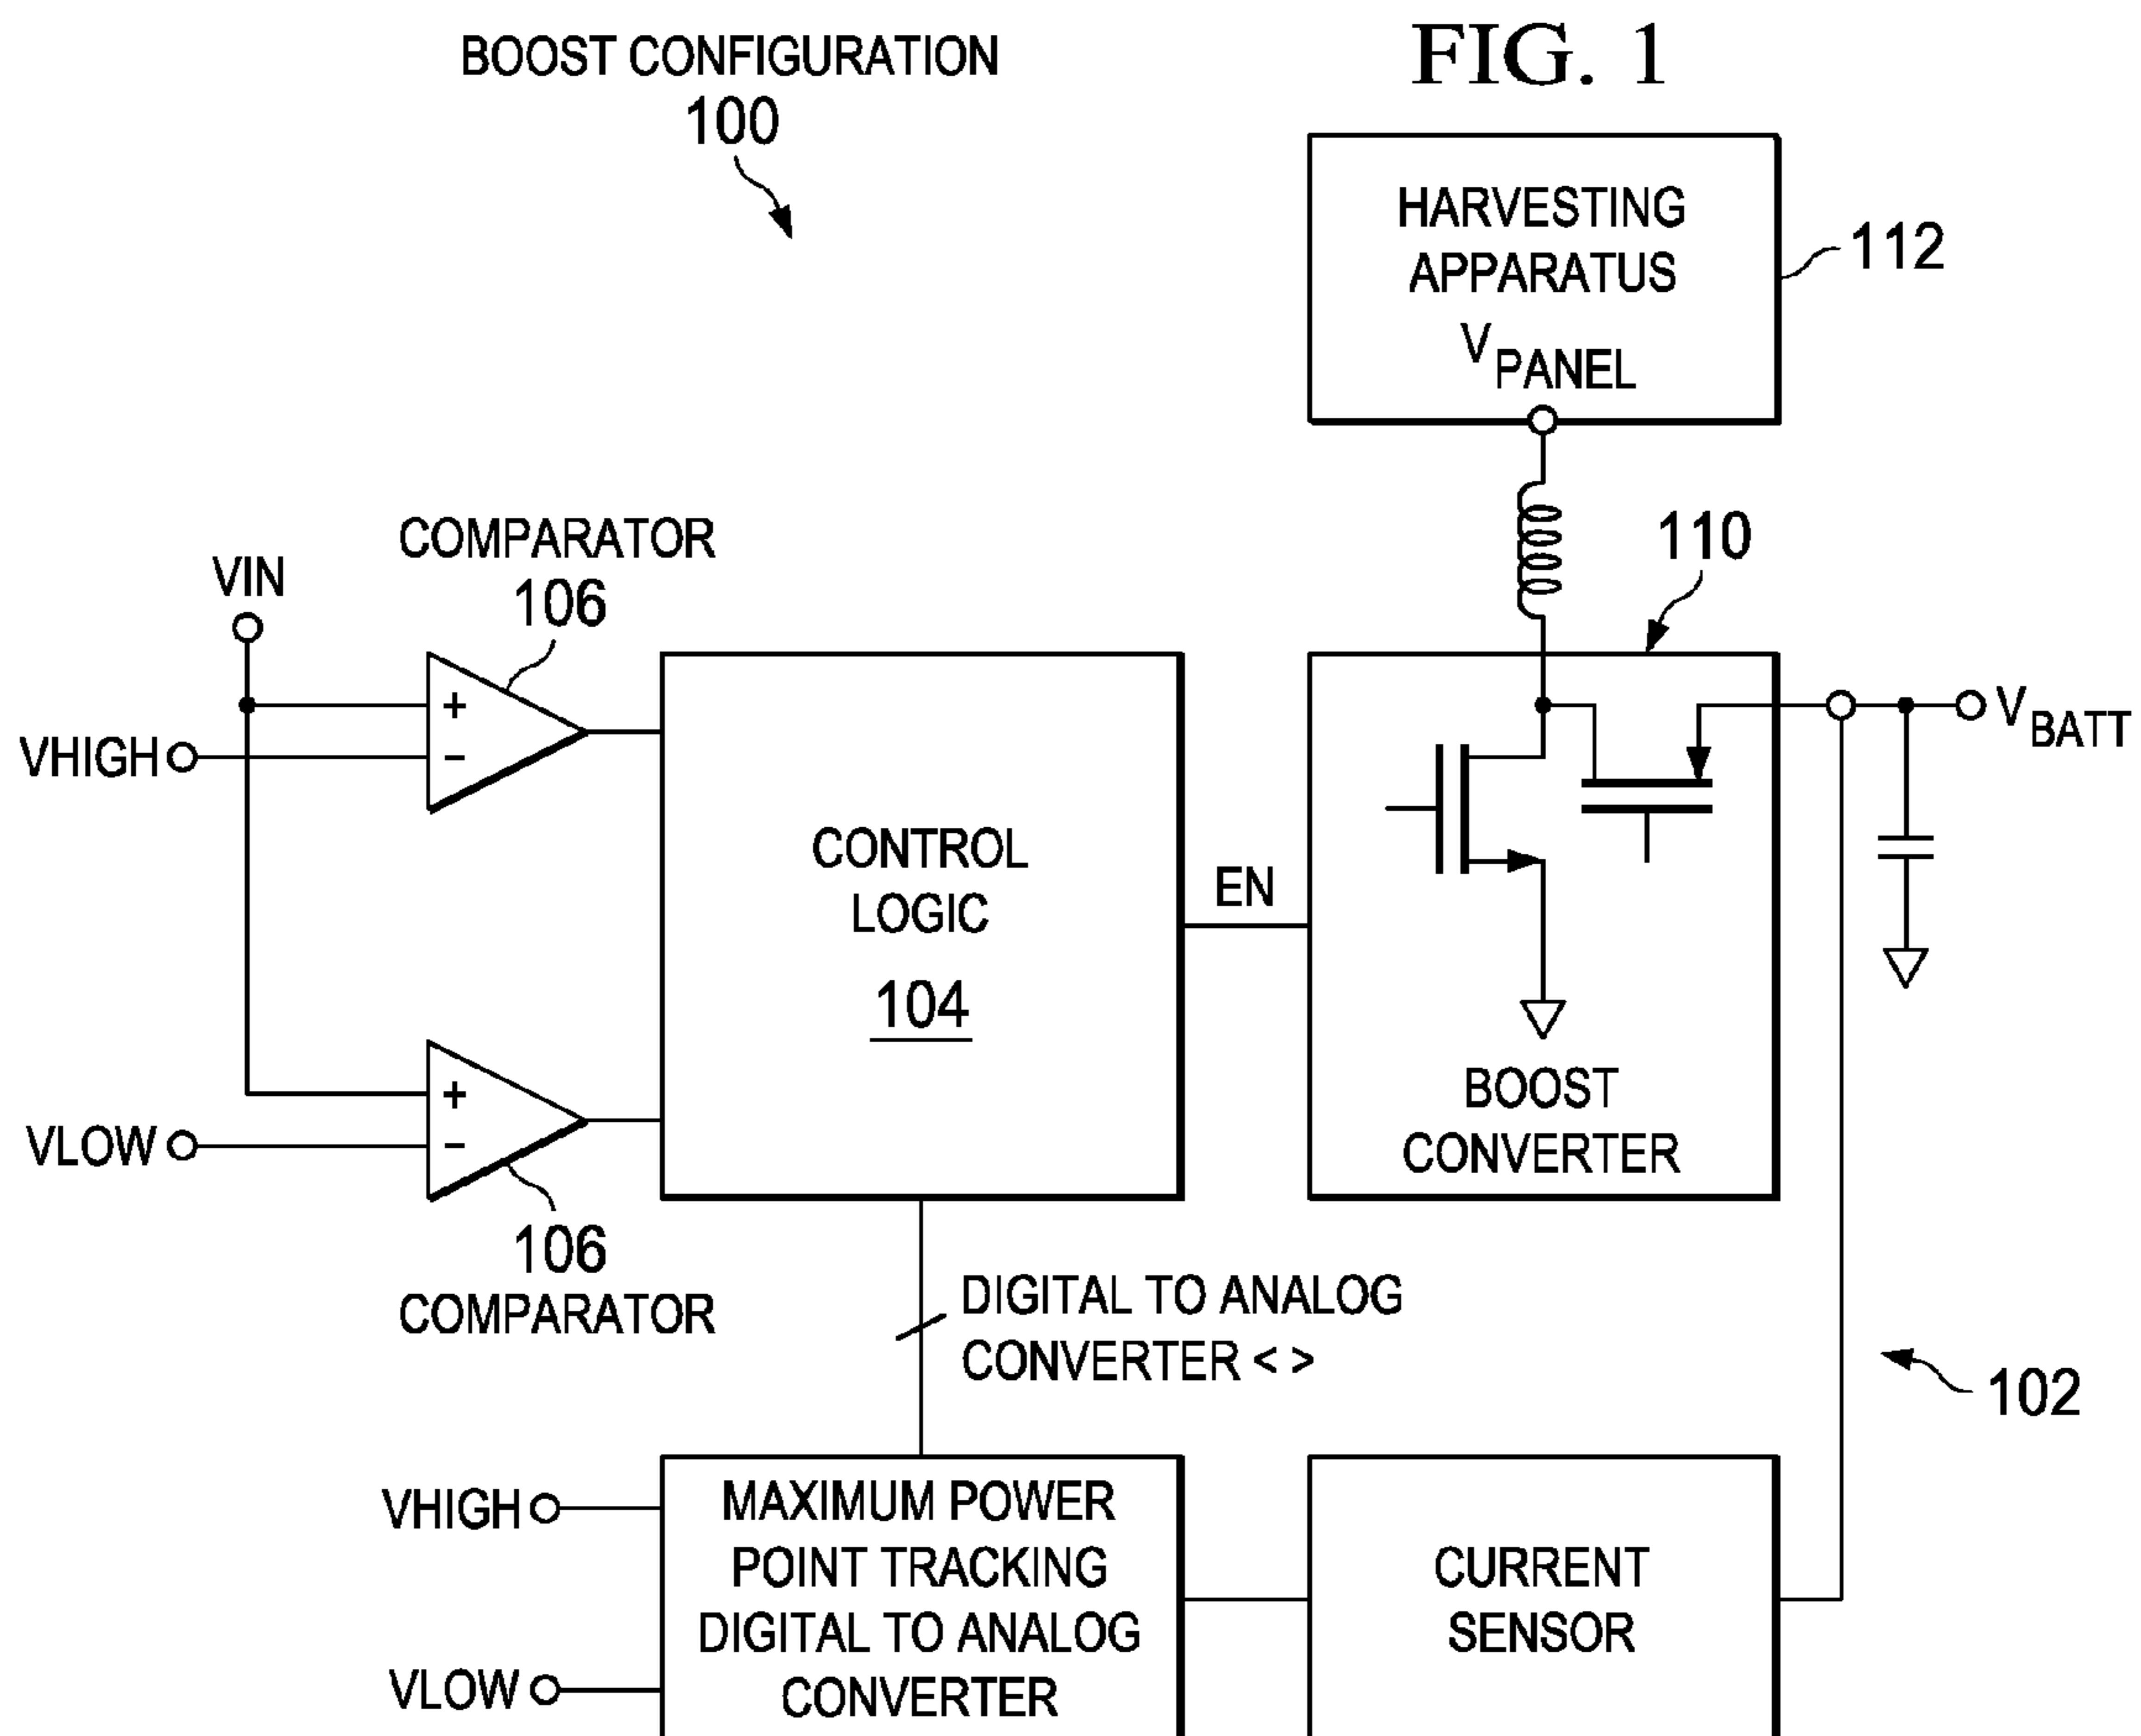 BOOST CONFIGURATION
100
FIG. 1
HARVESTING
APPARATUS
VPANEL
112
COMPARATOR
106
VIN
+
−
VHIGH
110
VBATT
CONTROL
LOGIC
104
EN
BOOST
CONVERTER
+
−
VLOW
106
COMPARATOR
DIGITAL TO ANALOG
CONVERTER < >
102
VHIGH
VLOW
MAXIMUM POWER
POINT TRACKING
DIGITAL TO ANALOG
CONVERTER
CURRENT
SENSOR